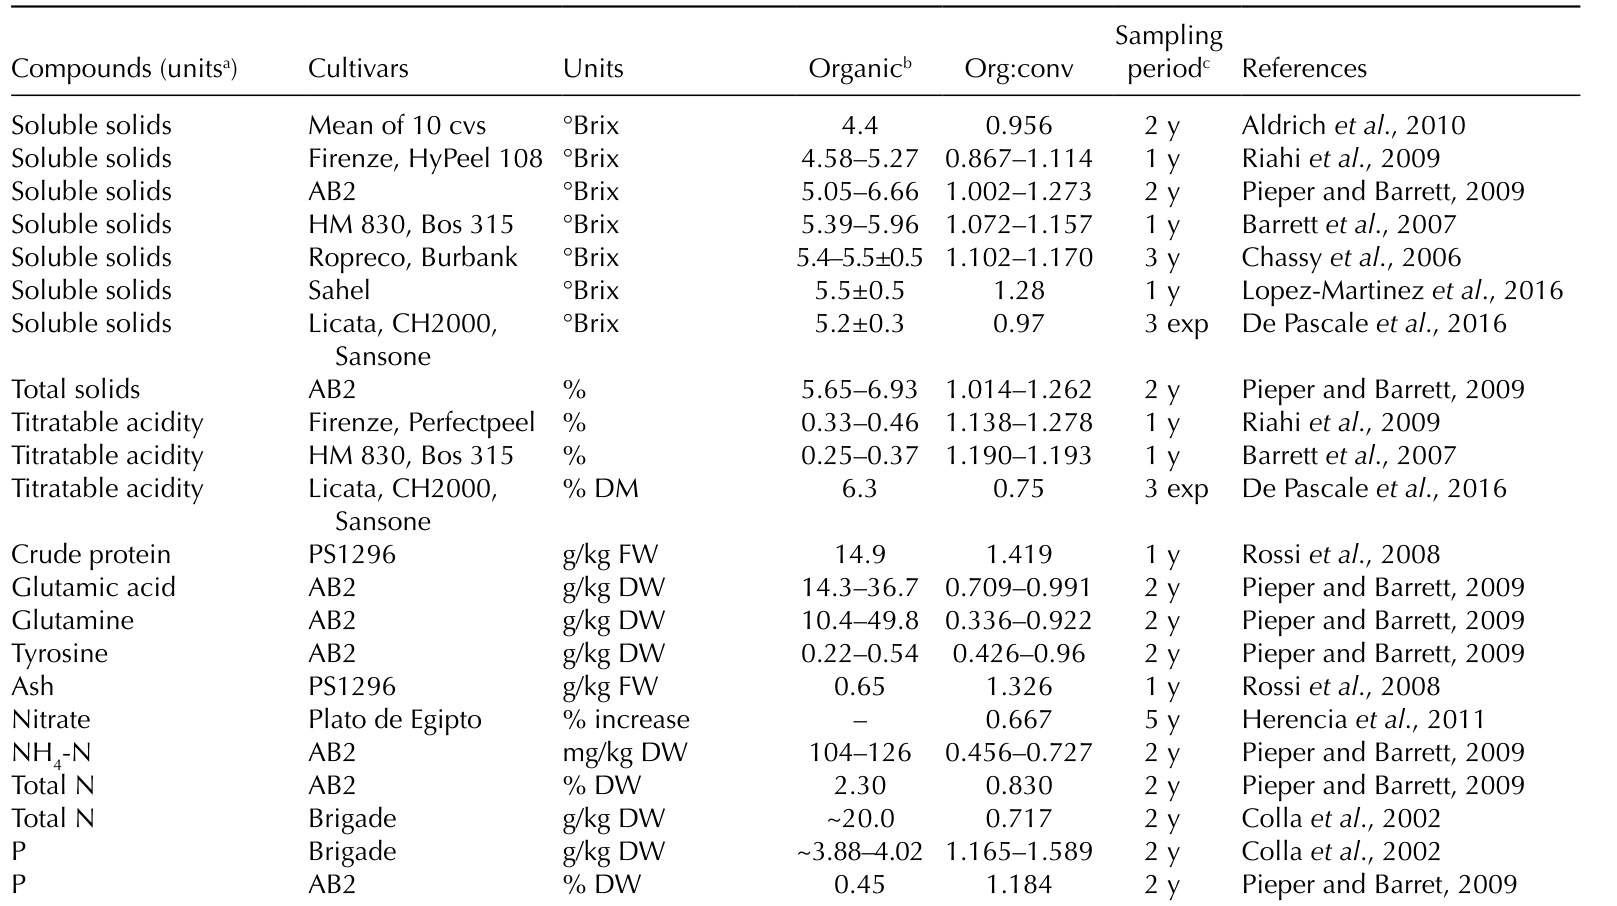 Compounds (unitsᵃ) Cultivars Units Organicᵇ Org:conv Sampling periodᶜ References
Soluble solids Mean of 10 cvs °Brix 4.4 0.956 2 y Aldrich et al., 2010
Soluble solids Firenze, HyPeel 108 °Brix 4.58–5.27 0.867–1.114 1 y Riahi et al., 2009
Soluble solids AB2 °Brix 5.05–6.66 1.002–1.273 2 y Pieper and Barrett, 2009
Soluble solids HM 830, Bos 315 °Brix 5.39–5.96 1.072–1.157 1 y Barrett et al., 2007
Soluble solids Ropreco, Burbank °Brix 5.4–5.5±0.5 1.102–1.170 3 y Chassy et al., 2006
Soluble solids Sahel °Brix 5.5±0.5 1.28 1 y Lopez-Martinez et al., 2016
Soluble solids Licata, CH2000, °Brix 5.2±0.3 0.97 3 exp De Pascale et al., 2016
Sansone
Total solids AB2 % 5.65–6.93 1.014–1.262 2 y Pieper and Barrett, 2009
Titratable acidity Firenze, Perfectpeel % 0.33–0.46 1.138–1.278 1 y Riahi et al., 2009
Titratable acidity HM 830, Bos 315 % 0.25–0.37 1.190–1.193 1 y Barrett et al., 2007
Titratable acidity Licata, CH2000, % DM 6.3 0.75 3 exp De Pascale et al., 2016
Sansone
Crude protein PS1296 g/kg FW 14.9 1.419 1 y Rossi et al., 2008
Glutamic acid AB2 g/kg DW 14.3–36.7 0.709–0.991 2 y Pieper and Barrett, 2009
Glutamine AB2 g/kg DW 10.4–49.8 0.336–0.922 2 y Pieper and Barrett, 2009
Tyrosine AB2 g/kg DW 0.22–0.54 0.426–0.96 2 y Pieper and Barrett, 2009
Ash PS1296 g/kg FW 0.65 1.326 1 y Rossi et al., 2008
Nitrate Plato de Egipto % increase – 0.667 5 y Herencia et al., 2011
NH₄-N AB2 mg/kg DW 104–126 0.456–0.727 2 y Pieper and Barrett, 2009
Total N AB2 % DW 2.30 0.830 2 y Pieper and Barrett, 2009
Total N Brigade g/kg DW ~20.0 0.717 2 y Colla et al., 2002
P Brigade g/kg DW ~3.88–4.02 1.165–1.589 2 y Colla et al., 2002
P AB2 % DW 0.45 1.184 2 y Pieper and Barret, 2009